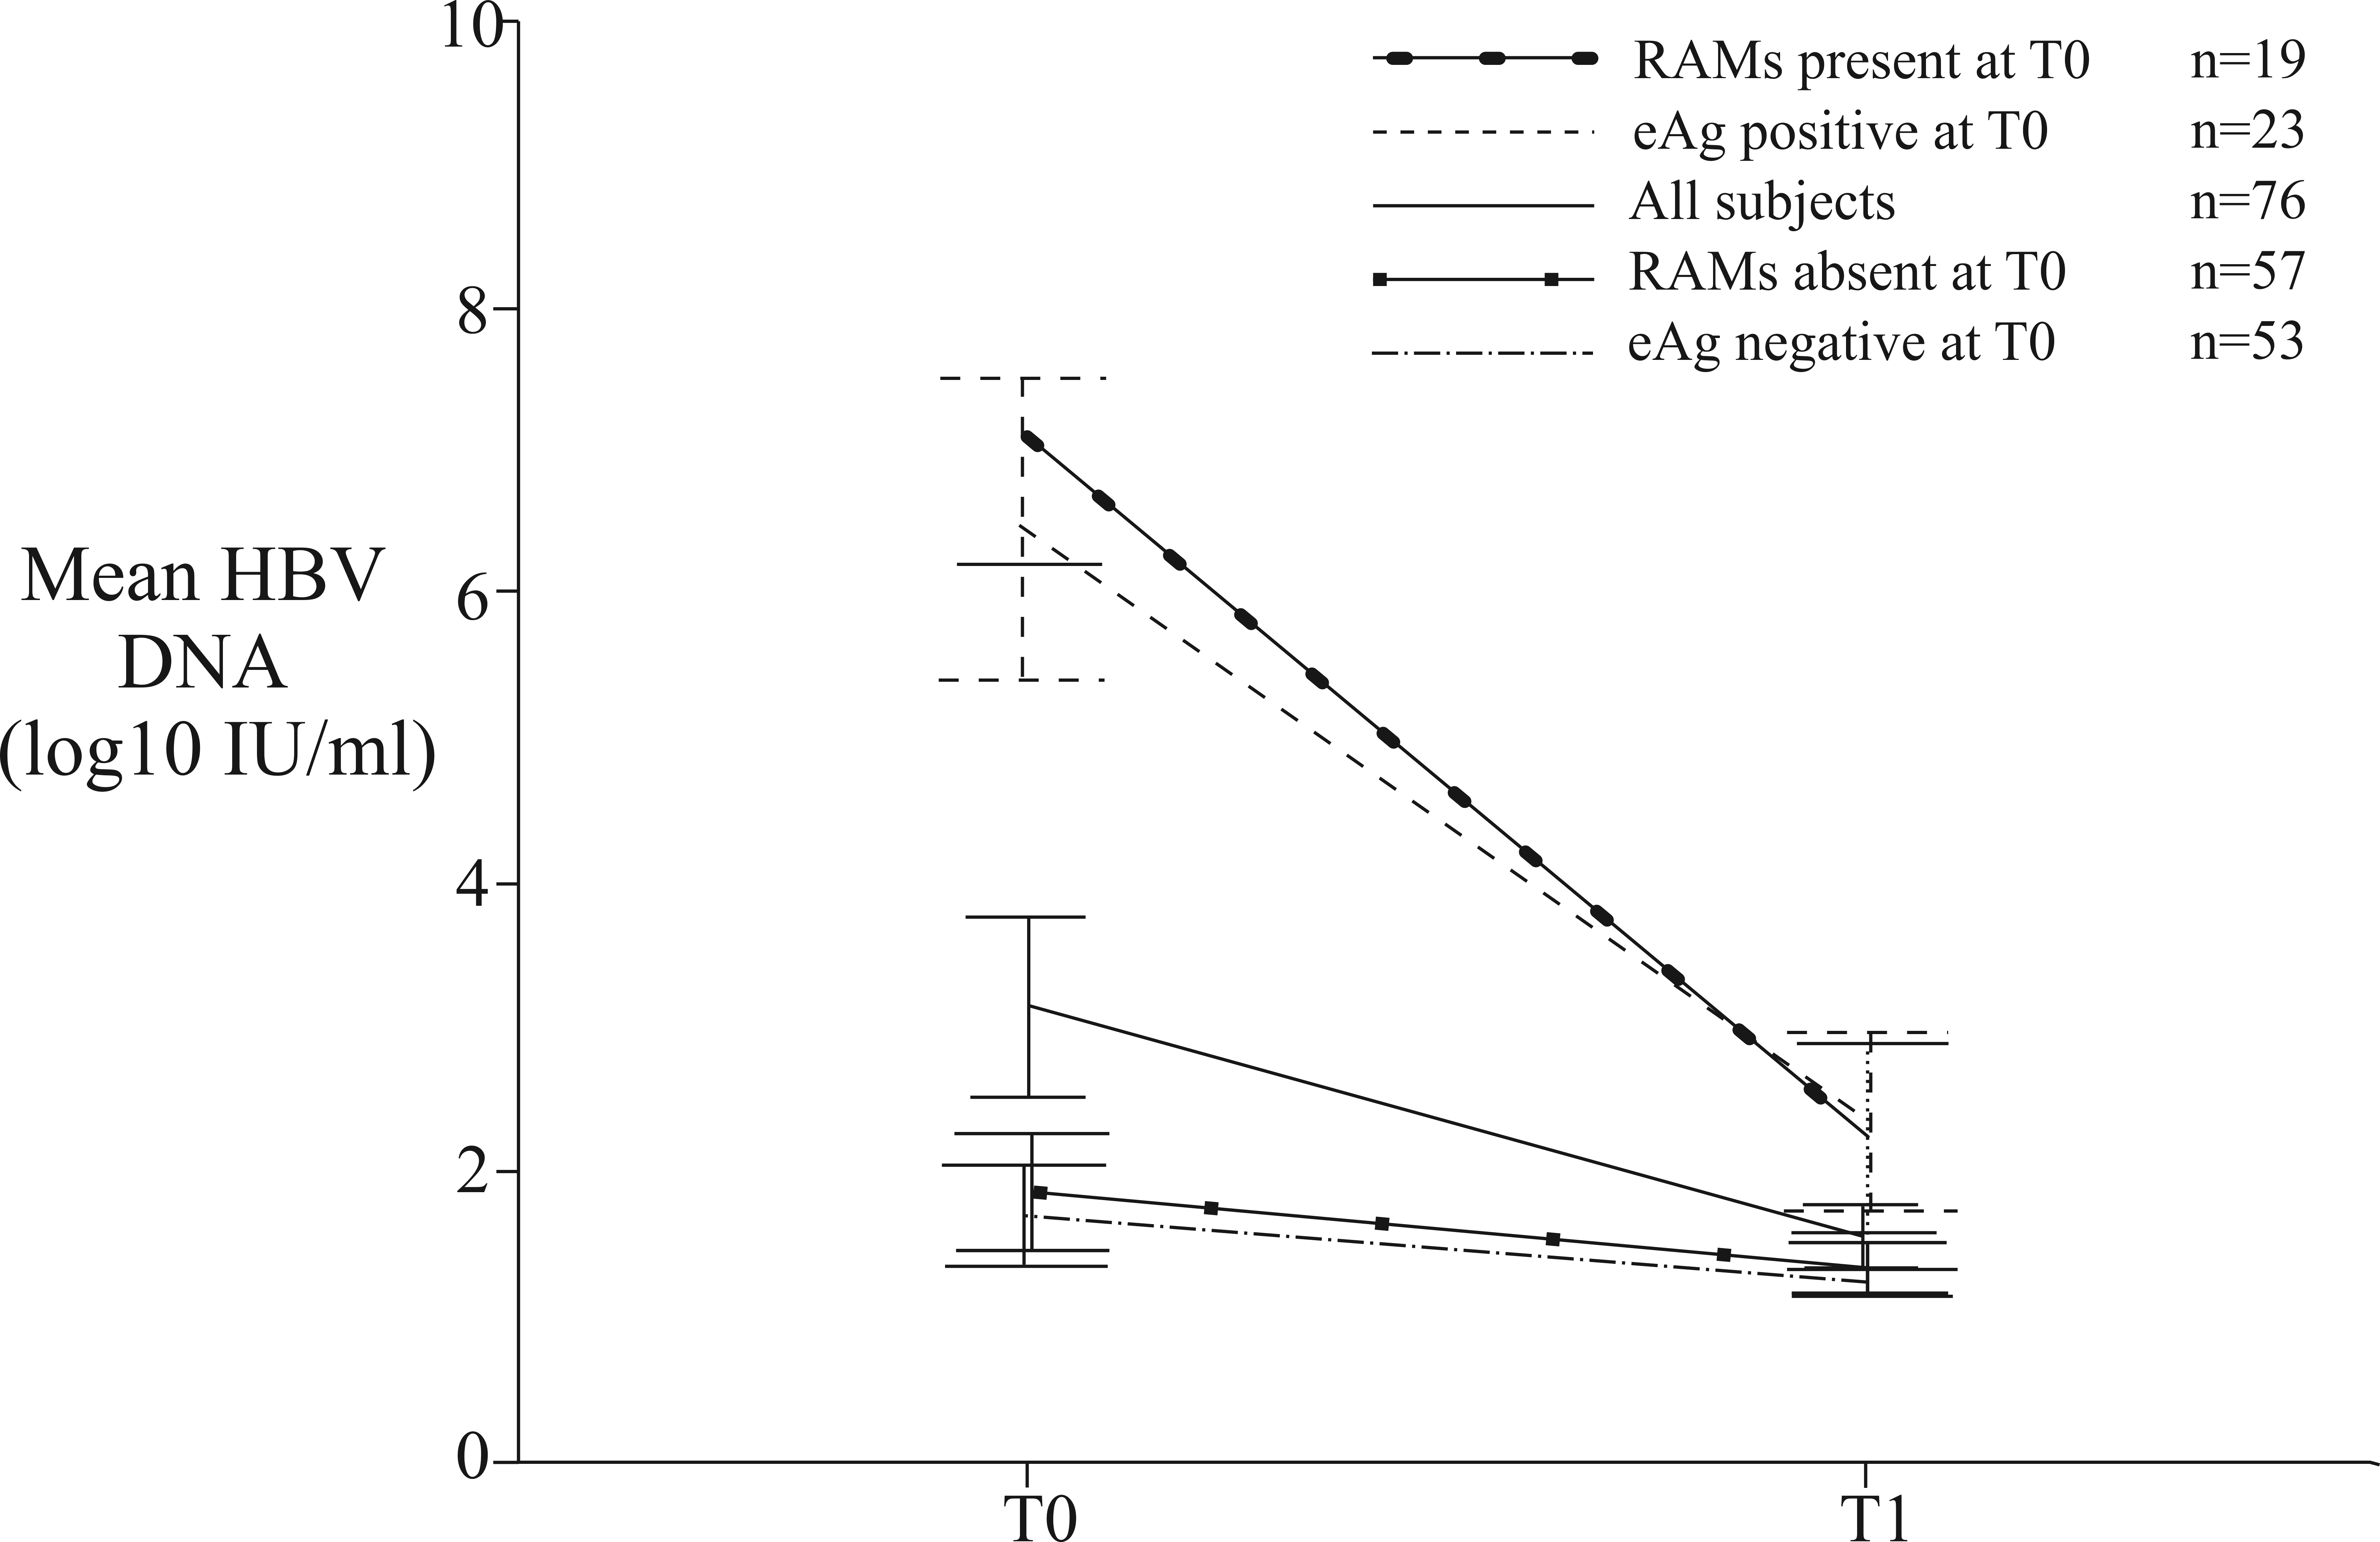 10
8
6
4
2
0
Mean HBV
DNA
(log10 IU/ml)
RAMs present at T0 n=19
eAg positive at T0 n=23
All subjects n=76
RAMs absent at T0 n=57
eAg negative at T0 n=53
T0 T1